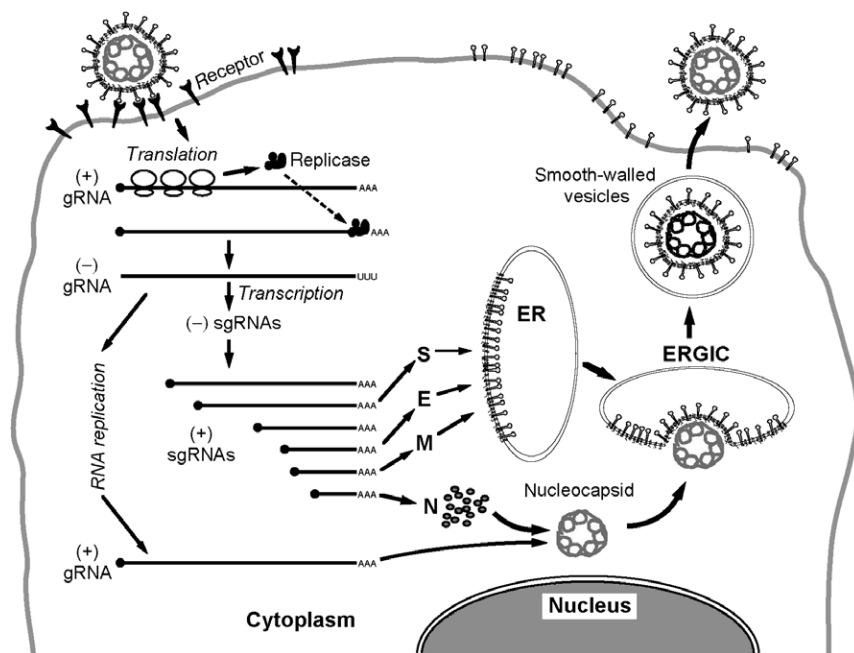 Receptor
Translation
Replicase
(+)
gRNA
AAA
AAA
(−)
gRNA
UUU
Transcription
(−) sgRNAs
RNA replication
AAA
AAA
AAA
AAA
AAA
AAA
(+)
sgRNAs
S
E
M
N
ER
ERGIC
Smooth-walled
vesicles
Nucleocapsid
(+)
gRNA
AAA
Cytoplasm
Nucleus